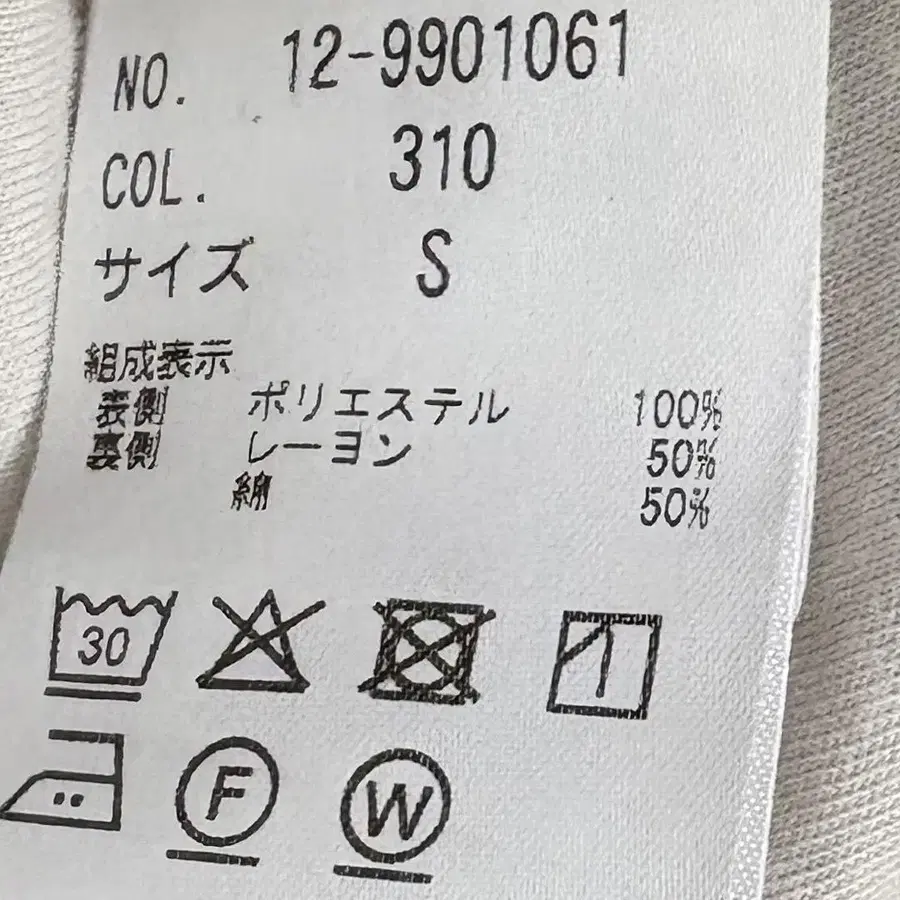 NO. 12-9901061
COL. 310
サイズ S
組成表示
表側 ポリエステル 100%
裏側 レーヨン 50%
綿 50%
30
F
W